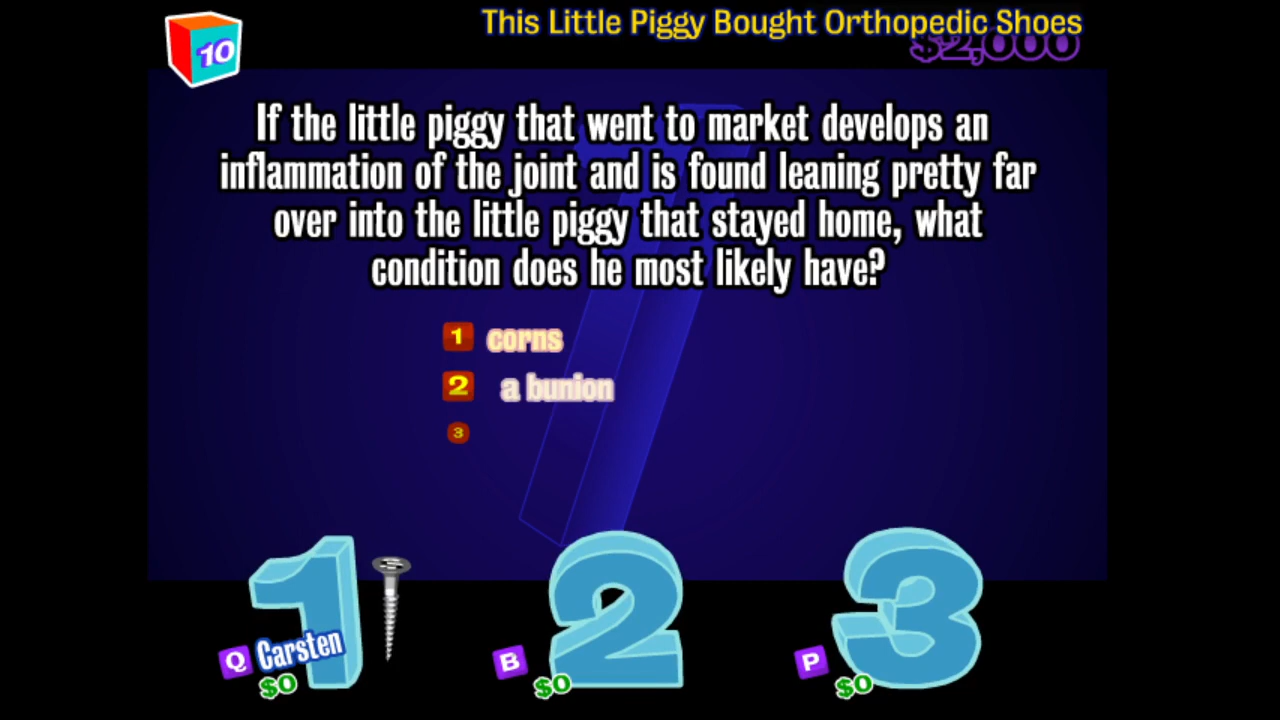 This Little Piggy Bought Orthopedic Shoes
10
$2,000
If the little piggy that went to market develops an
inflammation of the joint and is found leaning pretty far
over into the little piggy that stayed home, what
condition does he most likely have?
1 corns
2 a bunion
3
1 2 3
Q Carsten B P
$0 $0 $0